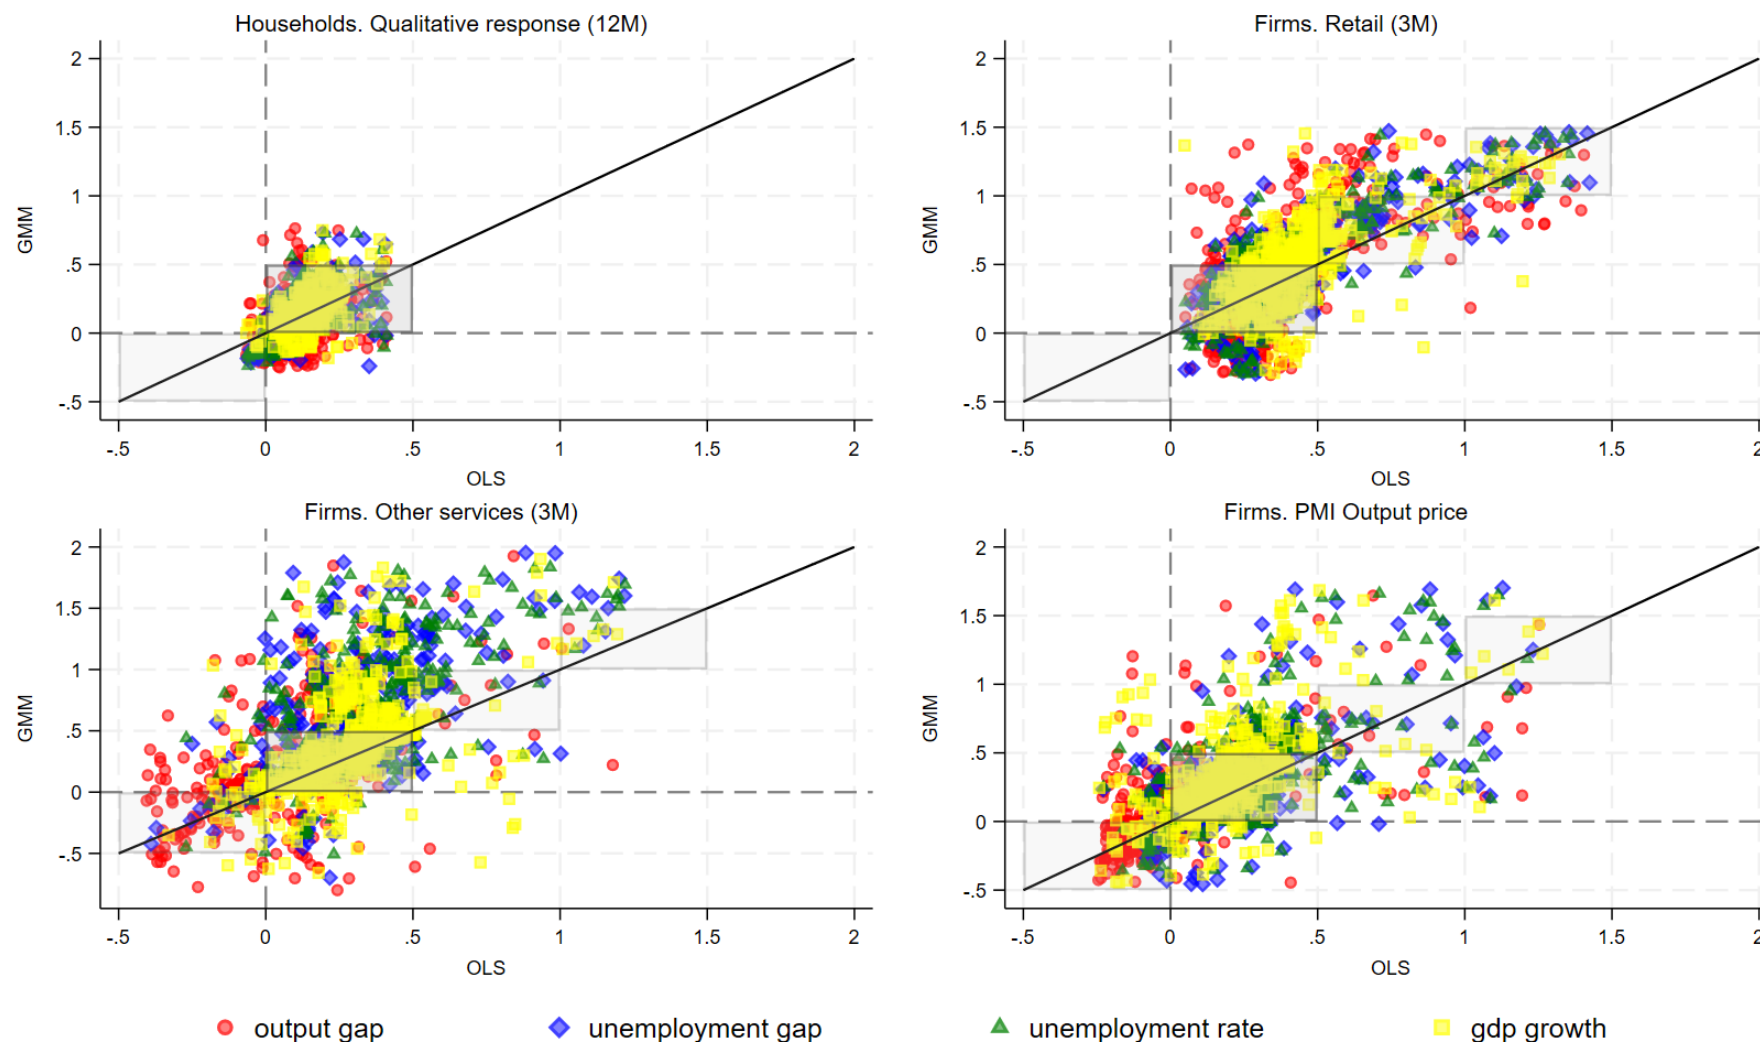 Households. Qualitative response (12M)
Firms. Retail (3M)
2
1.5
1
.5
0
-.5
GMM
-.5 0 .5 1 1.5 2
OLS
2
1.5
1
.5
0
-.5
GMM
-.5 0 .5 1 1.5 2
OLS
Firms. Other services (3M)
Firms. PMI Output price
2
1.5
1
.5
0
-.5
GMM
-.5 0 .5 1 1.5 2
OLS
2
1.5
1
.5
0
-.5
GMM
-.5 0 .5 1 1.5 2
OLS
output gap unemployment gap unemployment rate gdp growth